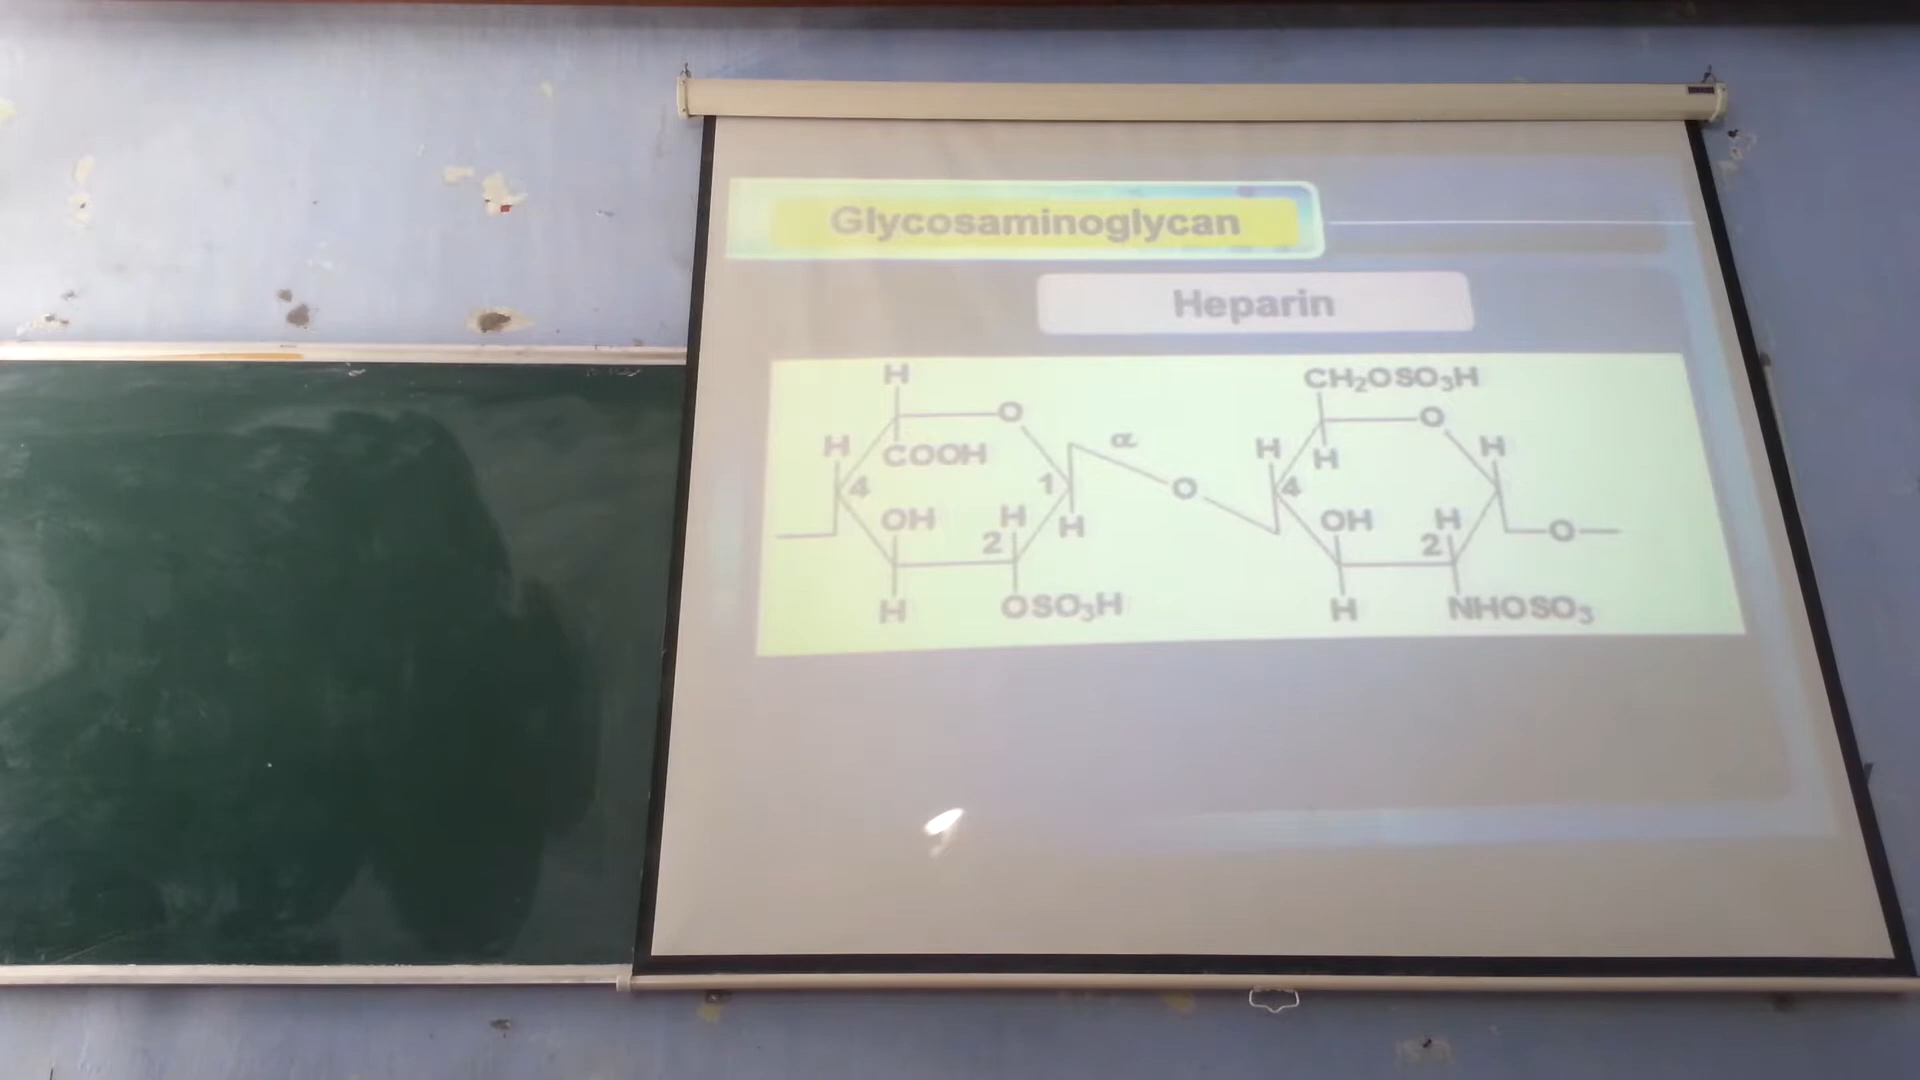 Glycosaminoglycan
Heparin
H
CH₂OSO₃H
O
O
H
COOH
α
H
H
H
4
1
O
4
OH
H
H
OH
H
2
2
O
H
OSO₃H
H
NHOSO₃